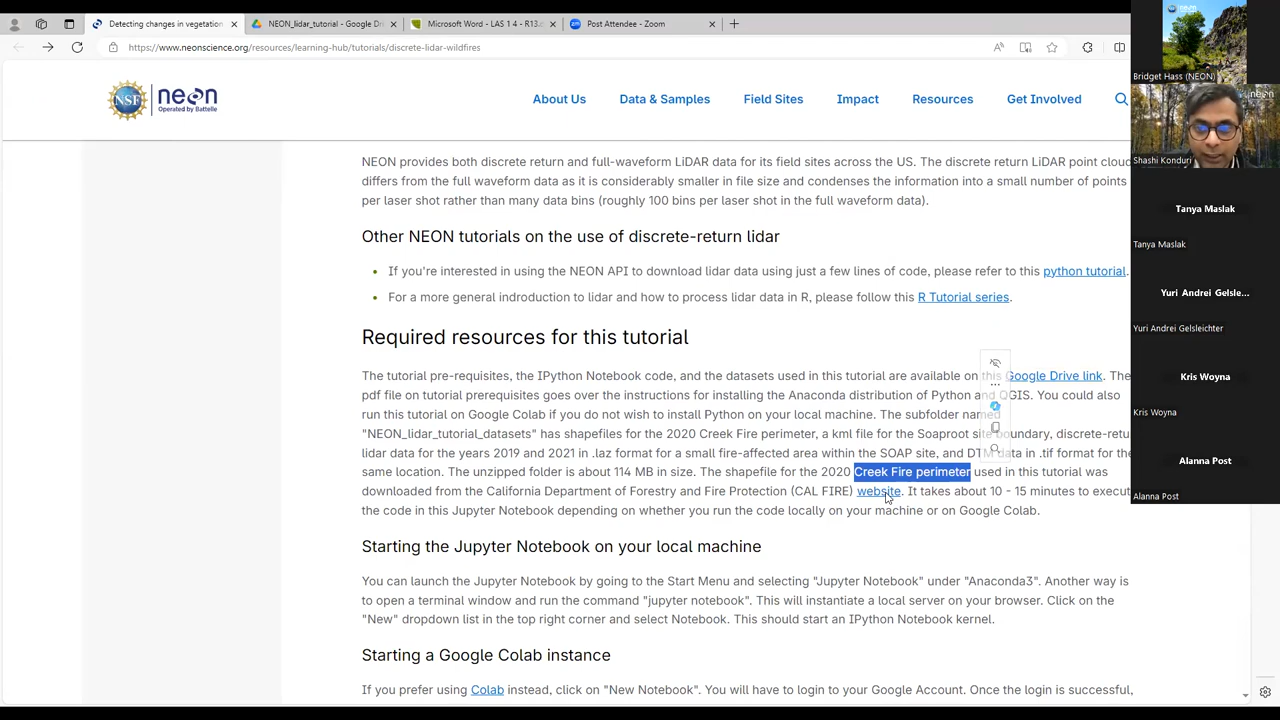 Detecting changes in vegetation
NEON_lidar_tutorial - Google Dri
Microsoft Word - LAS 1 4 - R13.
Post Attendee - Zoom
https://www.neonscience.org/resources/learning-hub/tutorials/discrete-lidar-wildfires
NSF
neon
Operated by Battelle
About Us
Data & Samples
Field Sites
Impact
Resources
Get Involved
NEON provides both discrete return and full-waveform LiDAR data for its field sites across the US. The discrete return LiDAR point cloud
differs from the full waveform data as it is considerably smaller in file size and condenses the information into a small number of points
per laser shot rather than many data bins (roughly 100 bins per laser shot in the full waveform data).
Other NEON tutorials on the use of discrete-return lidar
• If you're interested in using the NEON API to download lidar data using just a few lines of code, please refer to this python tutorial.
• For a more general indroduction to lidar and how to process lidar data in R, please follow this R Tutorial series.
Required resources for this tutorial
The tutorial pre-requisites, the IPython Notebook code, and the datasets used in this tutorial are available on this Google Drive link. The
pdf file on tutorial prerequisites goes over the instructions for installing the Anaconda distribution of Python and QGIS. You could also
run this tutorial on Google Colab if you do not wish to install Python on your local machine. The subfolder named
"NEON_lidar_tutorial_datasets" has shapefiles for the 2020 Creek Fire perimeter, a kml file for the Soaproot site boundary, discrete-retu
lidar data for the years 2019 and 2021 in .laz format for a small fire-affected area within the SOAP site, and DTM data in .tif format for the
same location. The unzipped folder is about 114 MB in size. The shapefile for the 2020 Creek Fire perimeter used in this tutorial was
downloaded from the California Department of Forestry and Fire Protection (CAL FIRE) website. It takes about 10 - 15 minutes to execut
the code in this Jupyter Notebook depending on whether you run the code locally on your machine or on Google Colab.
Starting the Jupyter Notebook on your local machine
You can launch the Jupyter Notebook by going to the Start Menu and selecting "Jupyter Notebook" under "Anaconda3". Another way is
to open a terminal window and run the command "jupyter notebook". This will instantiate a local server on your browser. Click on the
"New" dropdown list in the top right corner and select Notebook. This should start an IPython Notebook kernel.
Starting a Google Colab instance
If you prefer using Colab instead, click on "New Notebook". You will have to login to your Google Account. Once the login is successful,
Bridget Hass (NEON)
neon
Shashi Konduri
Tanya Maslak
Tanya Maslak
Yuri Andrei Gelsle...
Yuri Andrei Gelsleichter
Kris Woyna
Kris Woyna
Alanna Post
Alanna Post